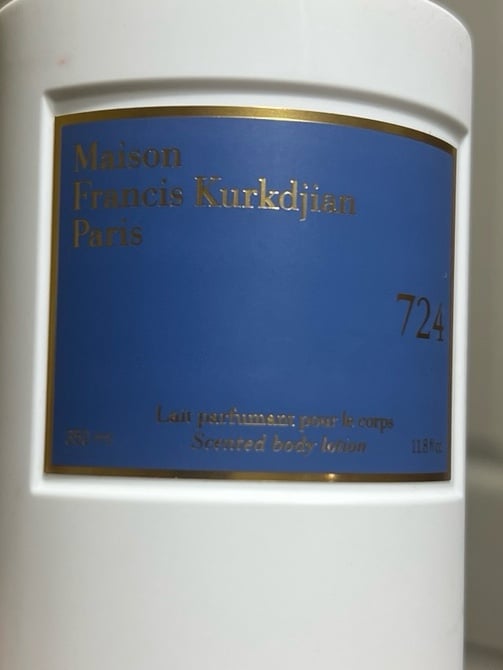 Maison
Francis Kurkdjian
Paris
724
Lait parfumant pour le corps
Scented body lotion
350 ml
11.8 fl.oz